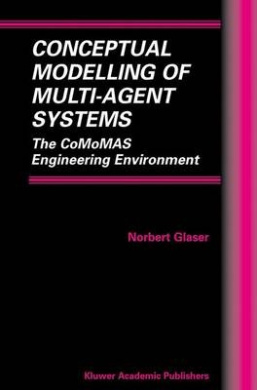 CONCEPTUAL
MODELLING OF
MULTI-AGENT
SYSTEMS
The CoMoMAS
Engineering Environment
Norbert Glaser
Kluwer Academic Publishers